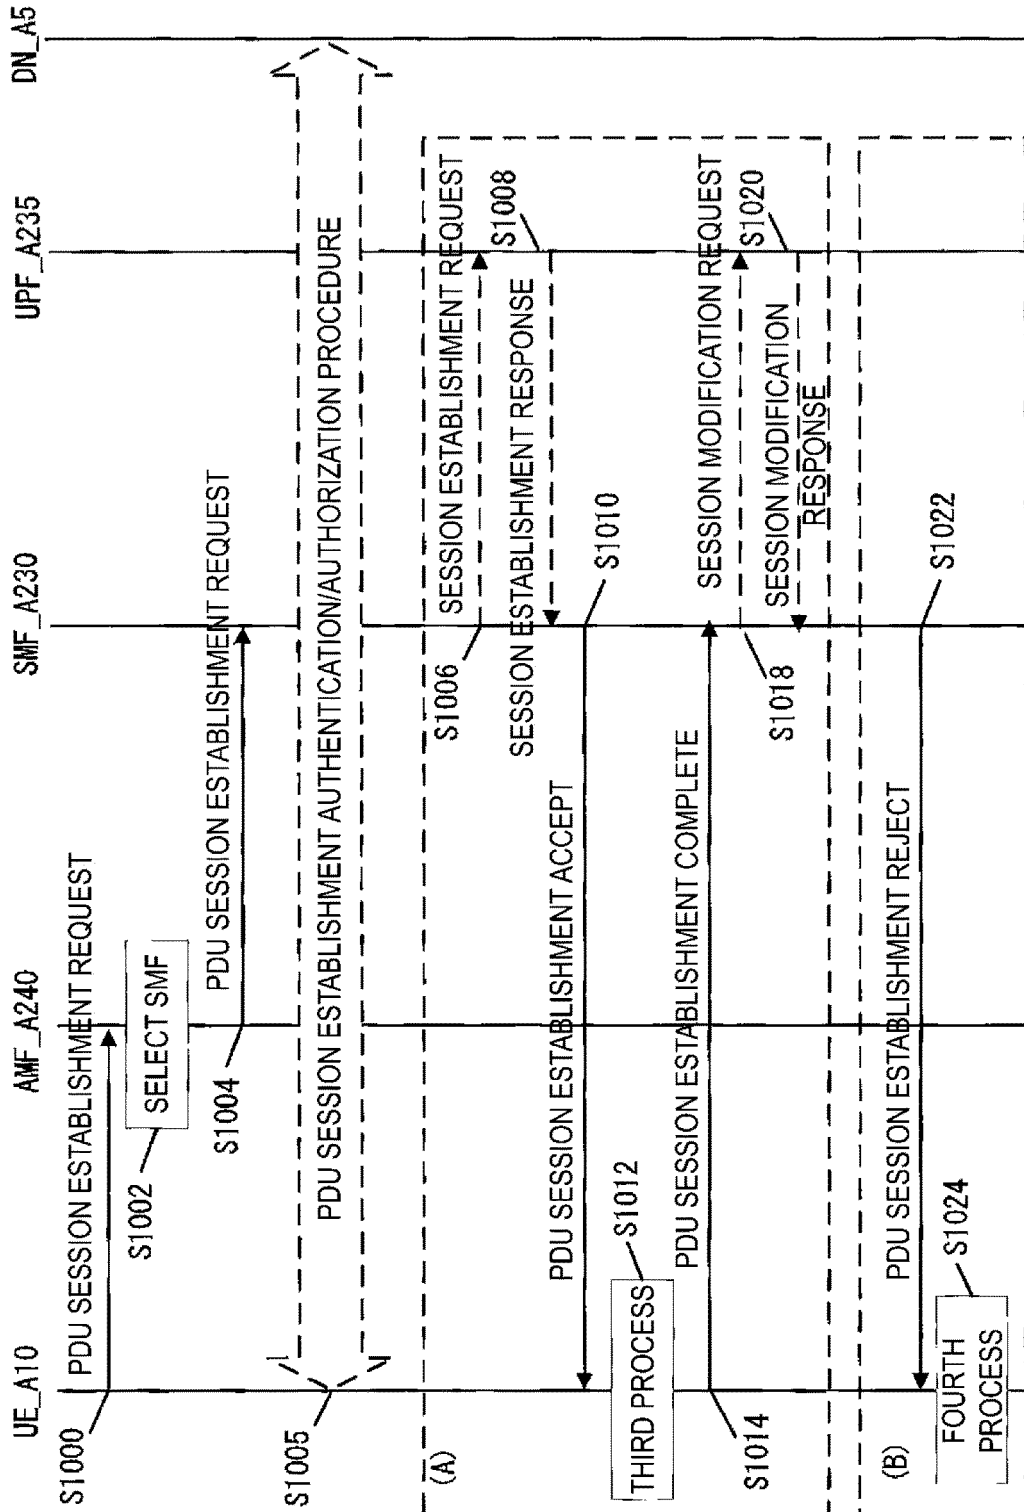 UE_A10
AMF_A240
SMF_A230
UPF_A235
DN_A5
S1000
PDU SESSION ESTABLISHMENT REQUEST
S1002
SELECT SMF
S1004
PDU SESSION ESTABLISHMENT REQUEST
S1005
PDU SESSION ESTABLISHMENT AUTHENTICATION/AUTHORIZATION PROCEDURE
(A)
S1006
SESSION ESTABLISHMENT REQUEST
S1008
SESSION ESTABLISHMENT RESPONSE
PDU SESSION ESTABLISHMENT ACCEPT
S1010
THIRD PROCESS
S1012
S1014
PDU SESSION ESTABLISHMENT COMPLETE
S1018
SESSION MODIFICATION REQUEST
S1020
SESSION MODIFICATION
RESPONSE
(B)
PDU SESSION ESTABLISHMENT REJECT
S1022
FOURTH
PROCESS
S1024